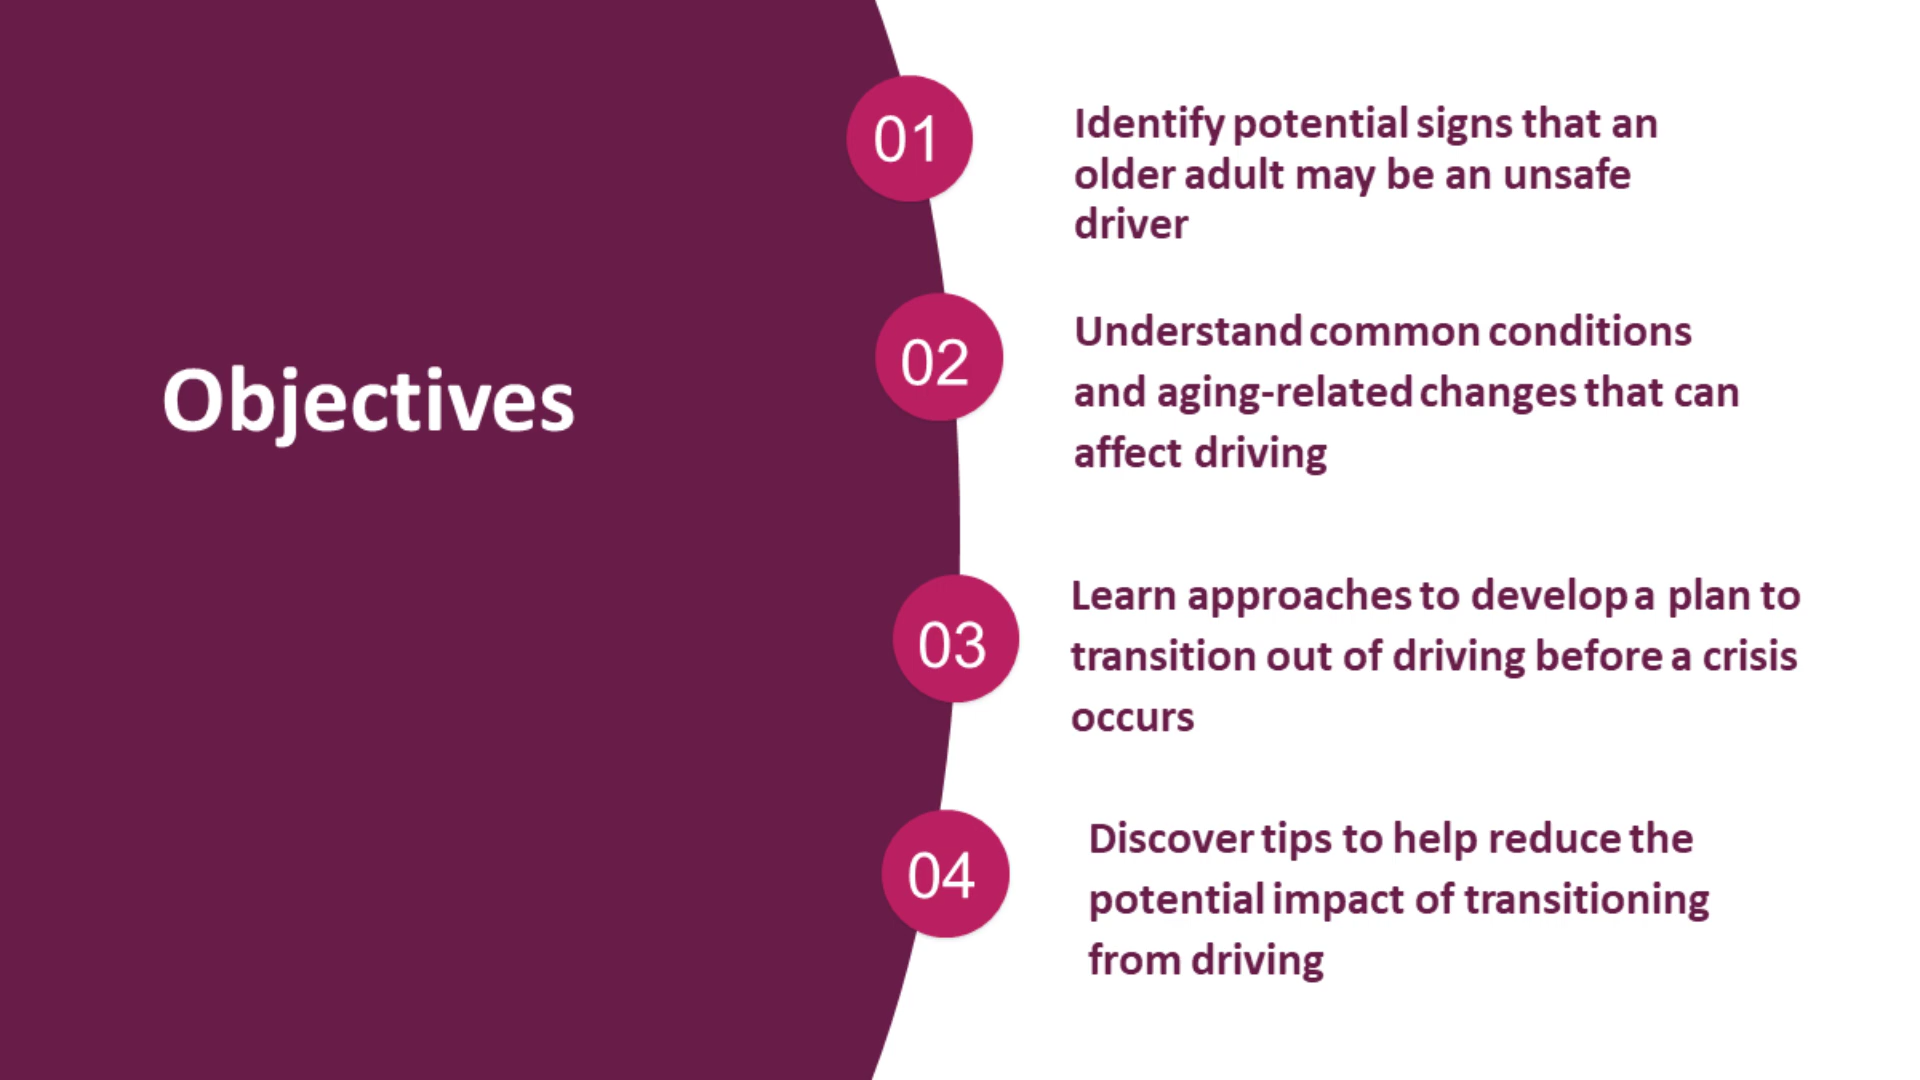 Objectives
01
Identify potential signs that an
older adult may be an unsafe
driver
02
Understand common conditions
and aging-related changes that can
affect driving
03
Learn approaches to develop a plan to
transition out of driving before a crisis
occurs
04
Discover tips to help reduce the
potential impact of transitioning
from driving